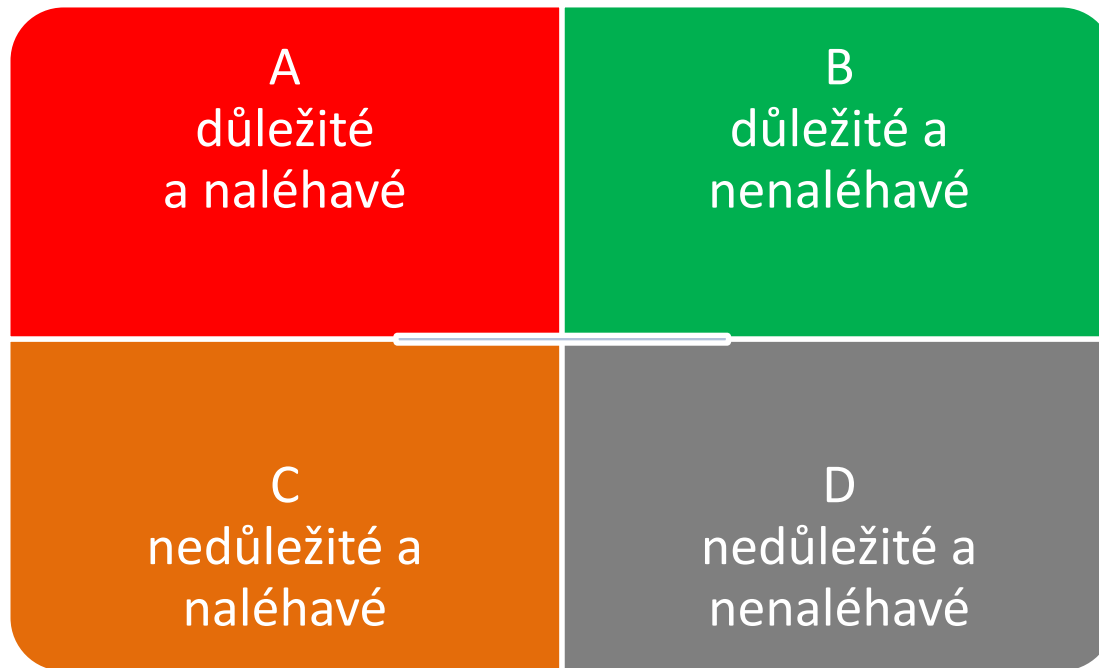 A
důležité
a naléhavé
B
důležité a
nenaléhavé
C
nedůležité a
naléhavé
D
nedůležité a
nenaléhavé